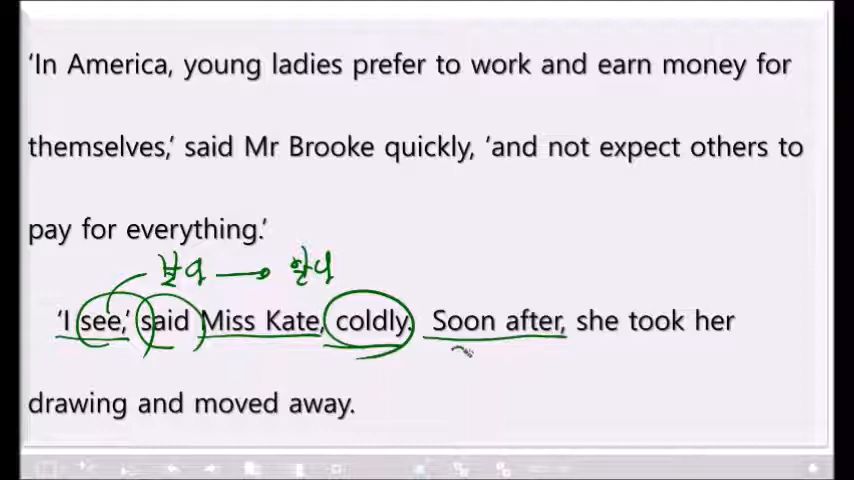 ‘In America, young ladies prefer to work and earn money for
themselves,’ said Mr Brooke quickly, ‘and not expect others to
pay for everything.’
보다 → 알다
‘I see,’ said Miss Kate, coldly. Soon after, she took her
drawing and moved away.